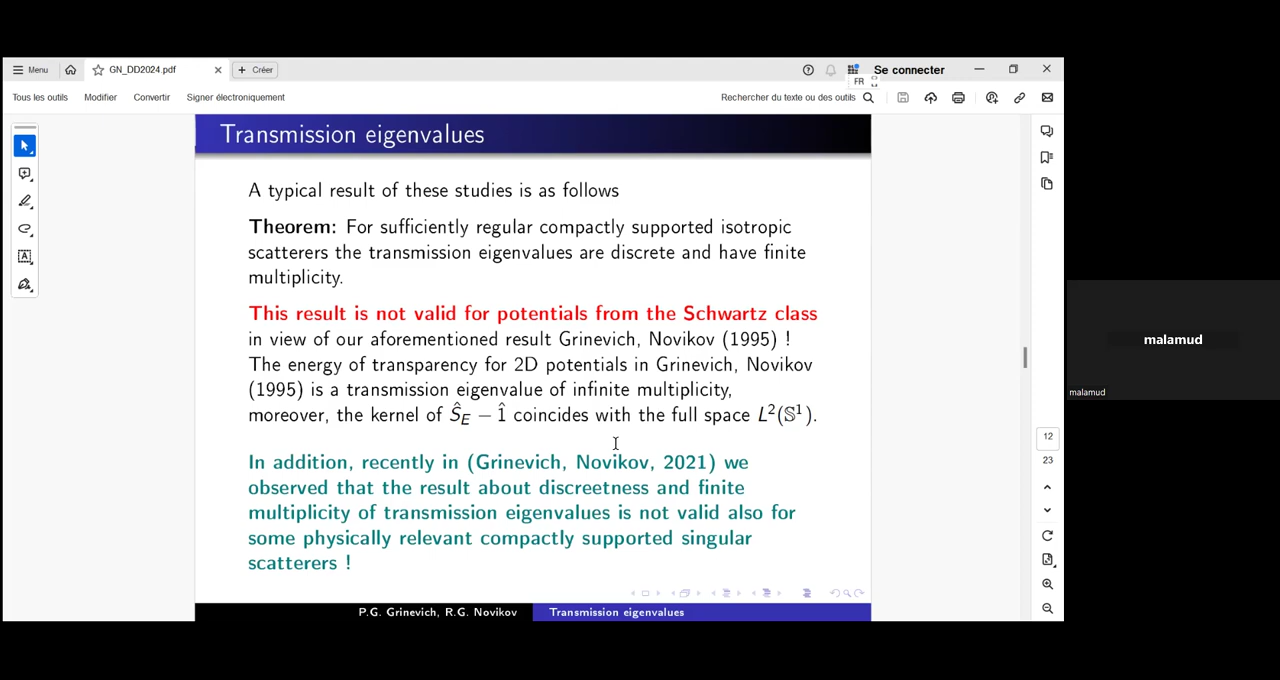 Menu
GN_DD2024.pdf
+ Créer
Se connecter
FR
Tous les outils
Modifier
Convertir
Signer électroniquement
Rechercher du texte ou des outils
Transmission eigenvalues
A typical result of these studies is as follows
Theorem: For sufficiently regular compactly supported isotropic
scatterers the transmission eigenvalues are discrete and have finite
multiplicity.
This result is not valid for potentials from the Schwartz class
in view of our aforementioned result Grinevich, Novikov (1995) !
The energy of transparency for 2D potentials in Grinevich, Novikov
(1995) is a transmission eigenvalue of infinite multiplicity,
moreover, the kernel of Ŝ_E − 1̂ coincides with the full space L²(𝕊¹).
In addition, recently in (Grinevich, Novikov, 2021) we
observed that the result about discreetness and finite
multiplicity of transmission eigenvalues is not valid also for
some physically relevant compactly supported singular
scatterers !
P.G. Grinevich, R.G. Novikov
Transmission eigenvalues
12
23
malamud
malamud